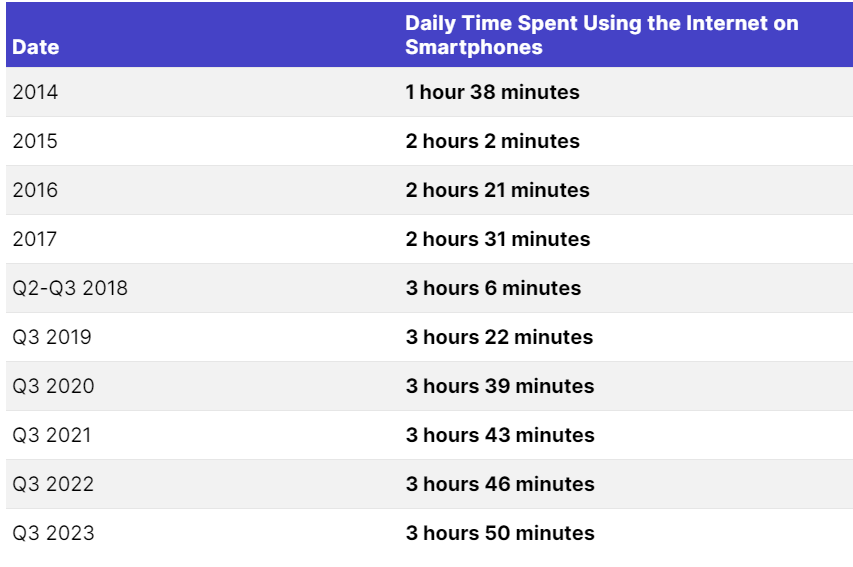 Date
Daily Time Spent Using the Internet on
Smartphones
2014 1 hour 38 minutes
2015 2 hours 2 minutes
2016 2 hours 21 minutes
2017 2 hours 31 minutes
Q2-Q3 2018 3 hours 6 minutes
Q3 2019 3 hours 22 minutes
Q3 2020 3 hours 39 minutes
Q3 2021 3 hours 43 minutes
Q3 2022 3 hours 46 minutes
Q3 2023 3 hours 50 minutes